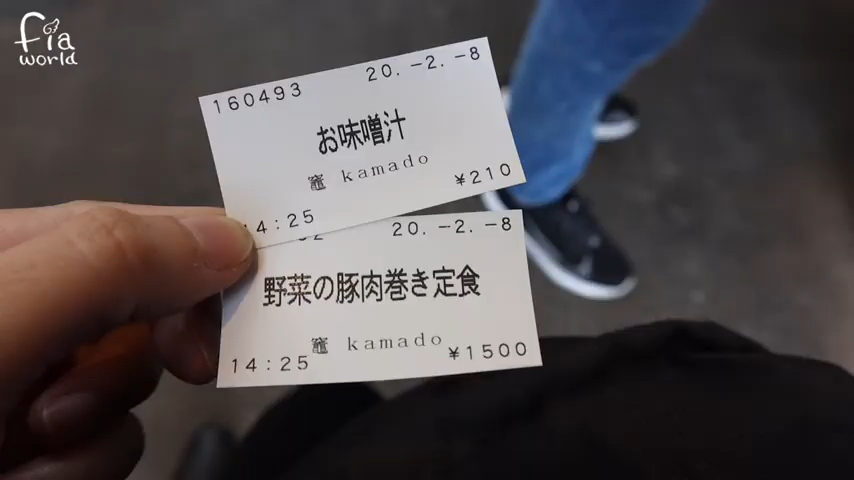 fia
world
160493 20.-2.-8
お味噌汁
竈 kamado
14:25 ¥210
20.-2.-8
野菜の豚肉巻き定食
竈 kamado
14:25 ¥1500